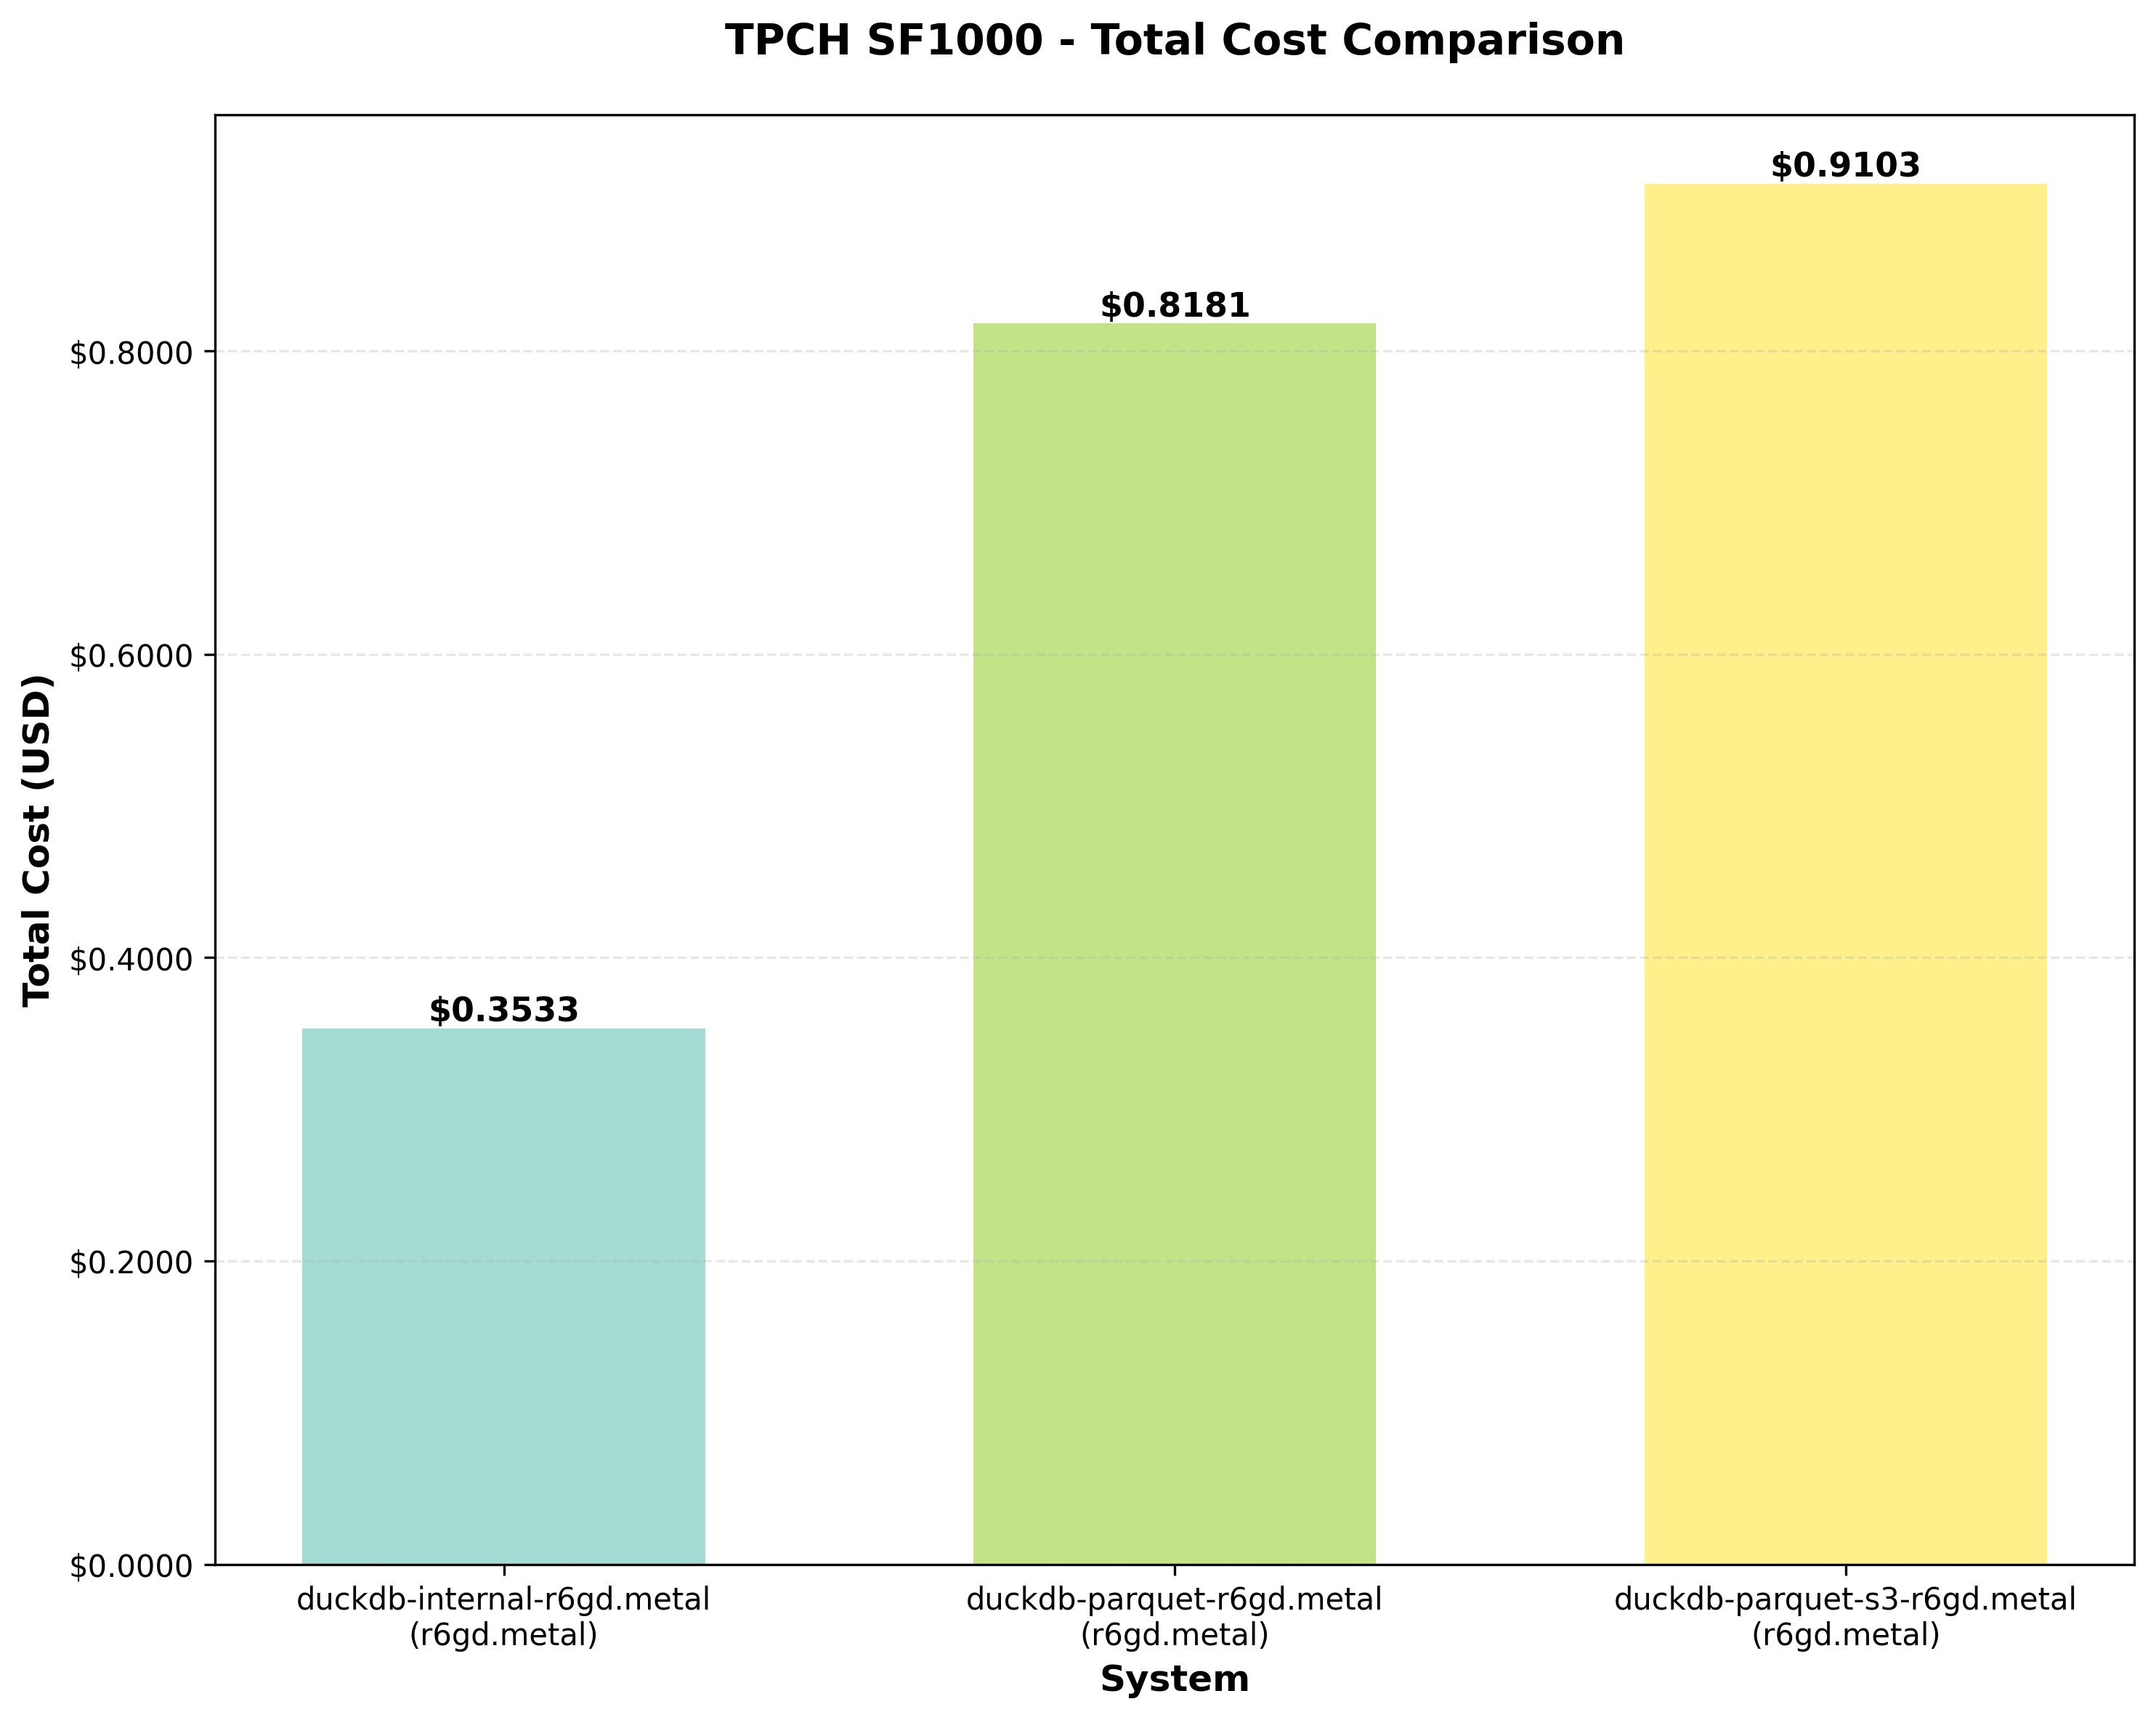 TPCH SF1000 - Total Cost Comparison
Total Cost (USD)
$0.8000
$0.6000
$0.4000
$0.2000
$0.0000
$0.3533
$0.8181
$0.9103
duckdb-internal-r6gd.metal
(r6gd.metal)
duckdb-parquet-r6gd.metal
(r6gd.metal)
duckdb-parquet-s3-r6gd.metal
(r6gd.metal)
System